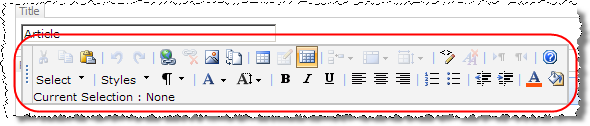 Title
Article
Select Styles ¶ A A B I U A
Current Selection : None